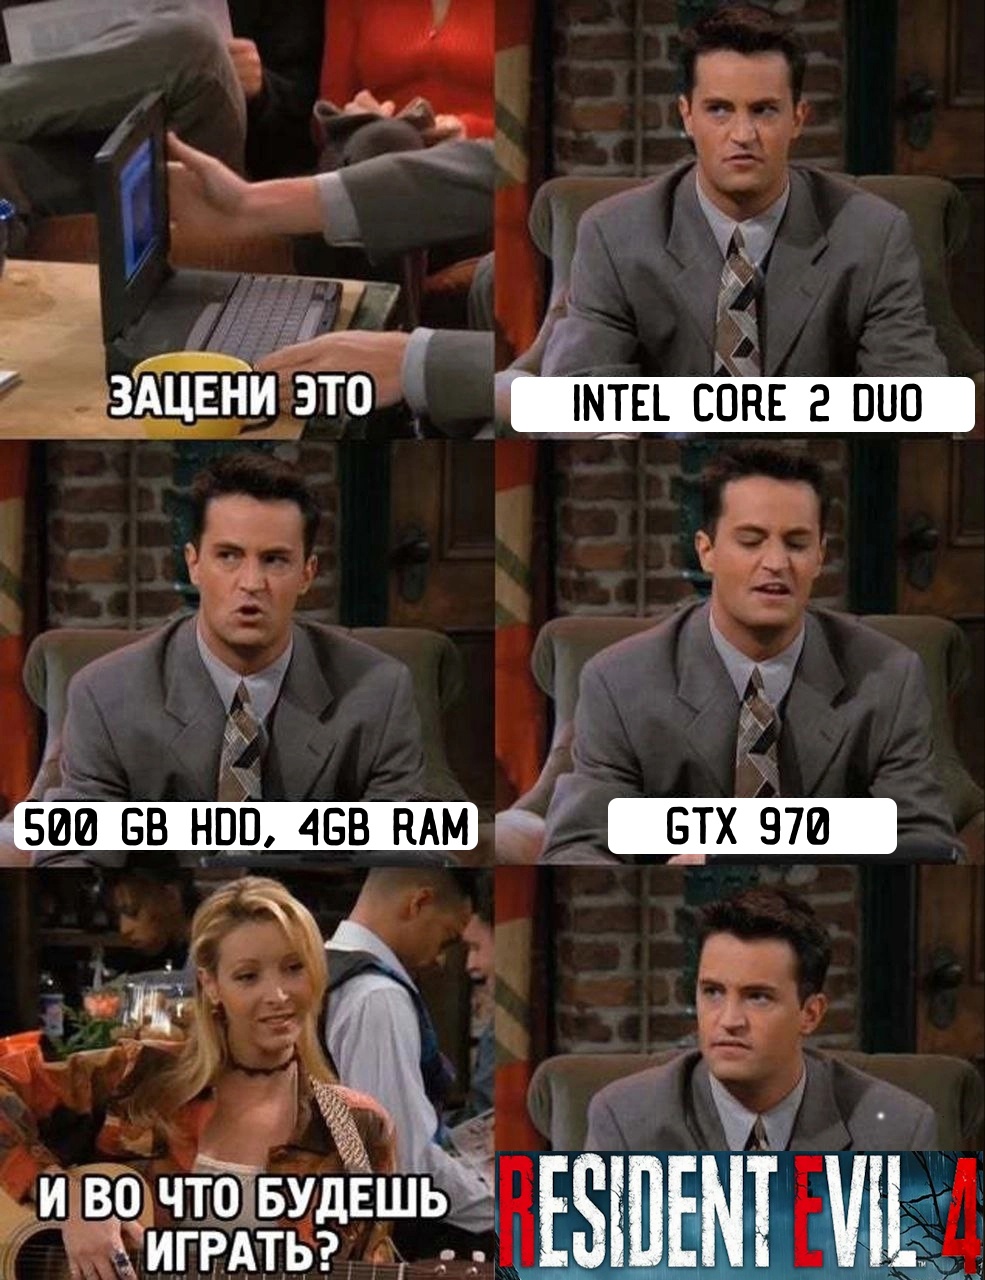 ЗАЦЕНИ ЭТО
INTEL CORE 2 DUO
500 GB HDD, 4GB RAM
GTX 970
И ВО ЧТО БУДЕШЬ
ИГРАТЬ?
RESIDENT EVIL 4